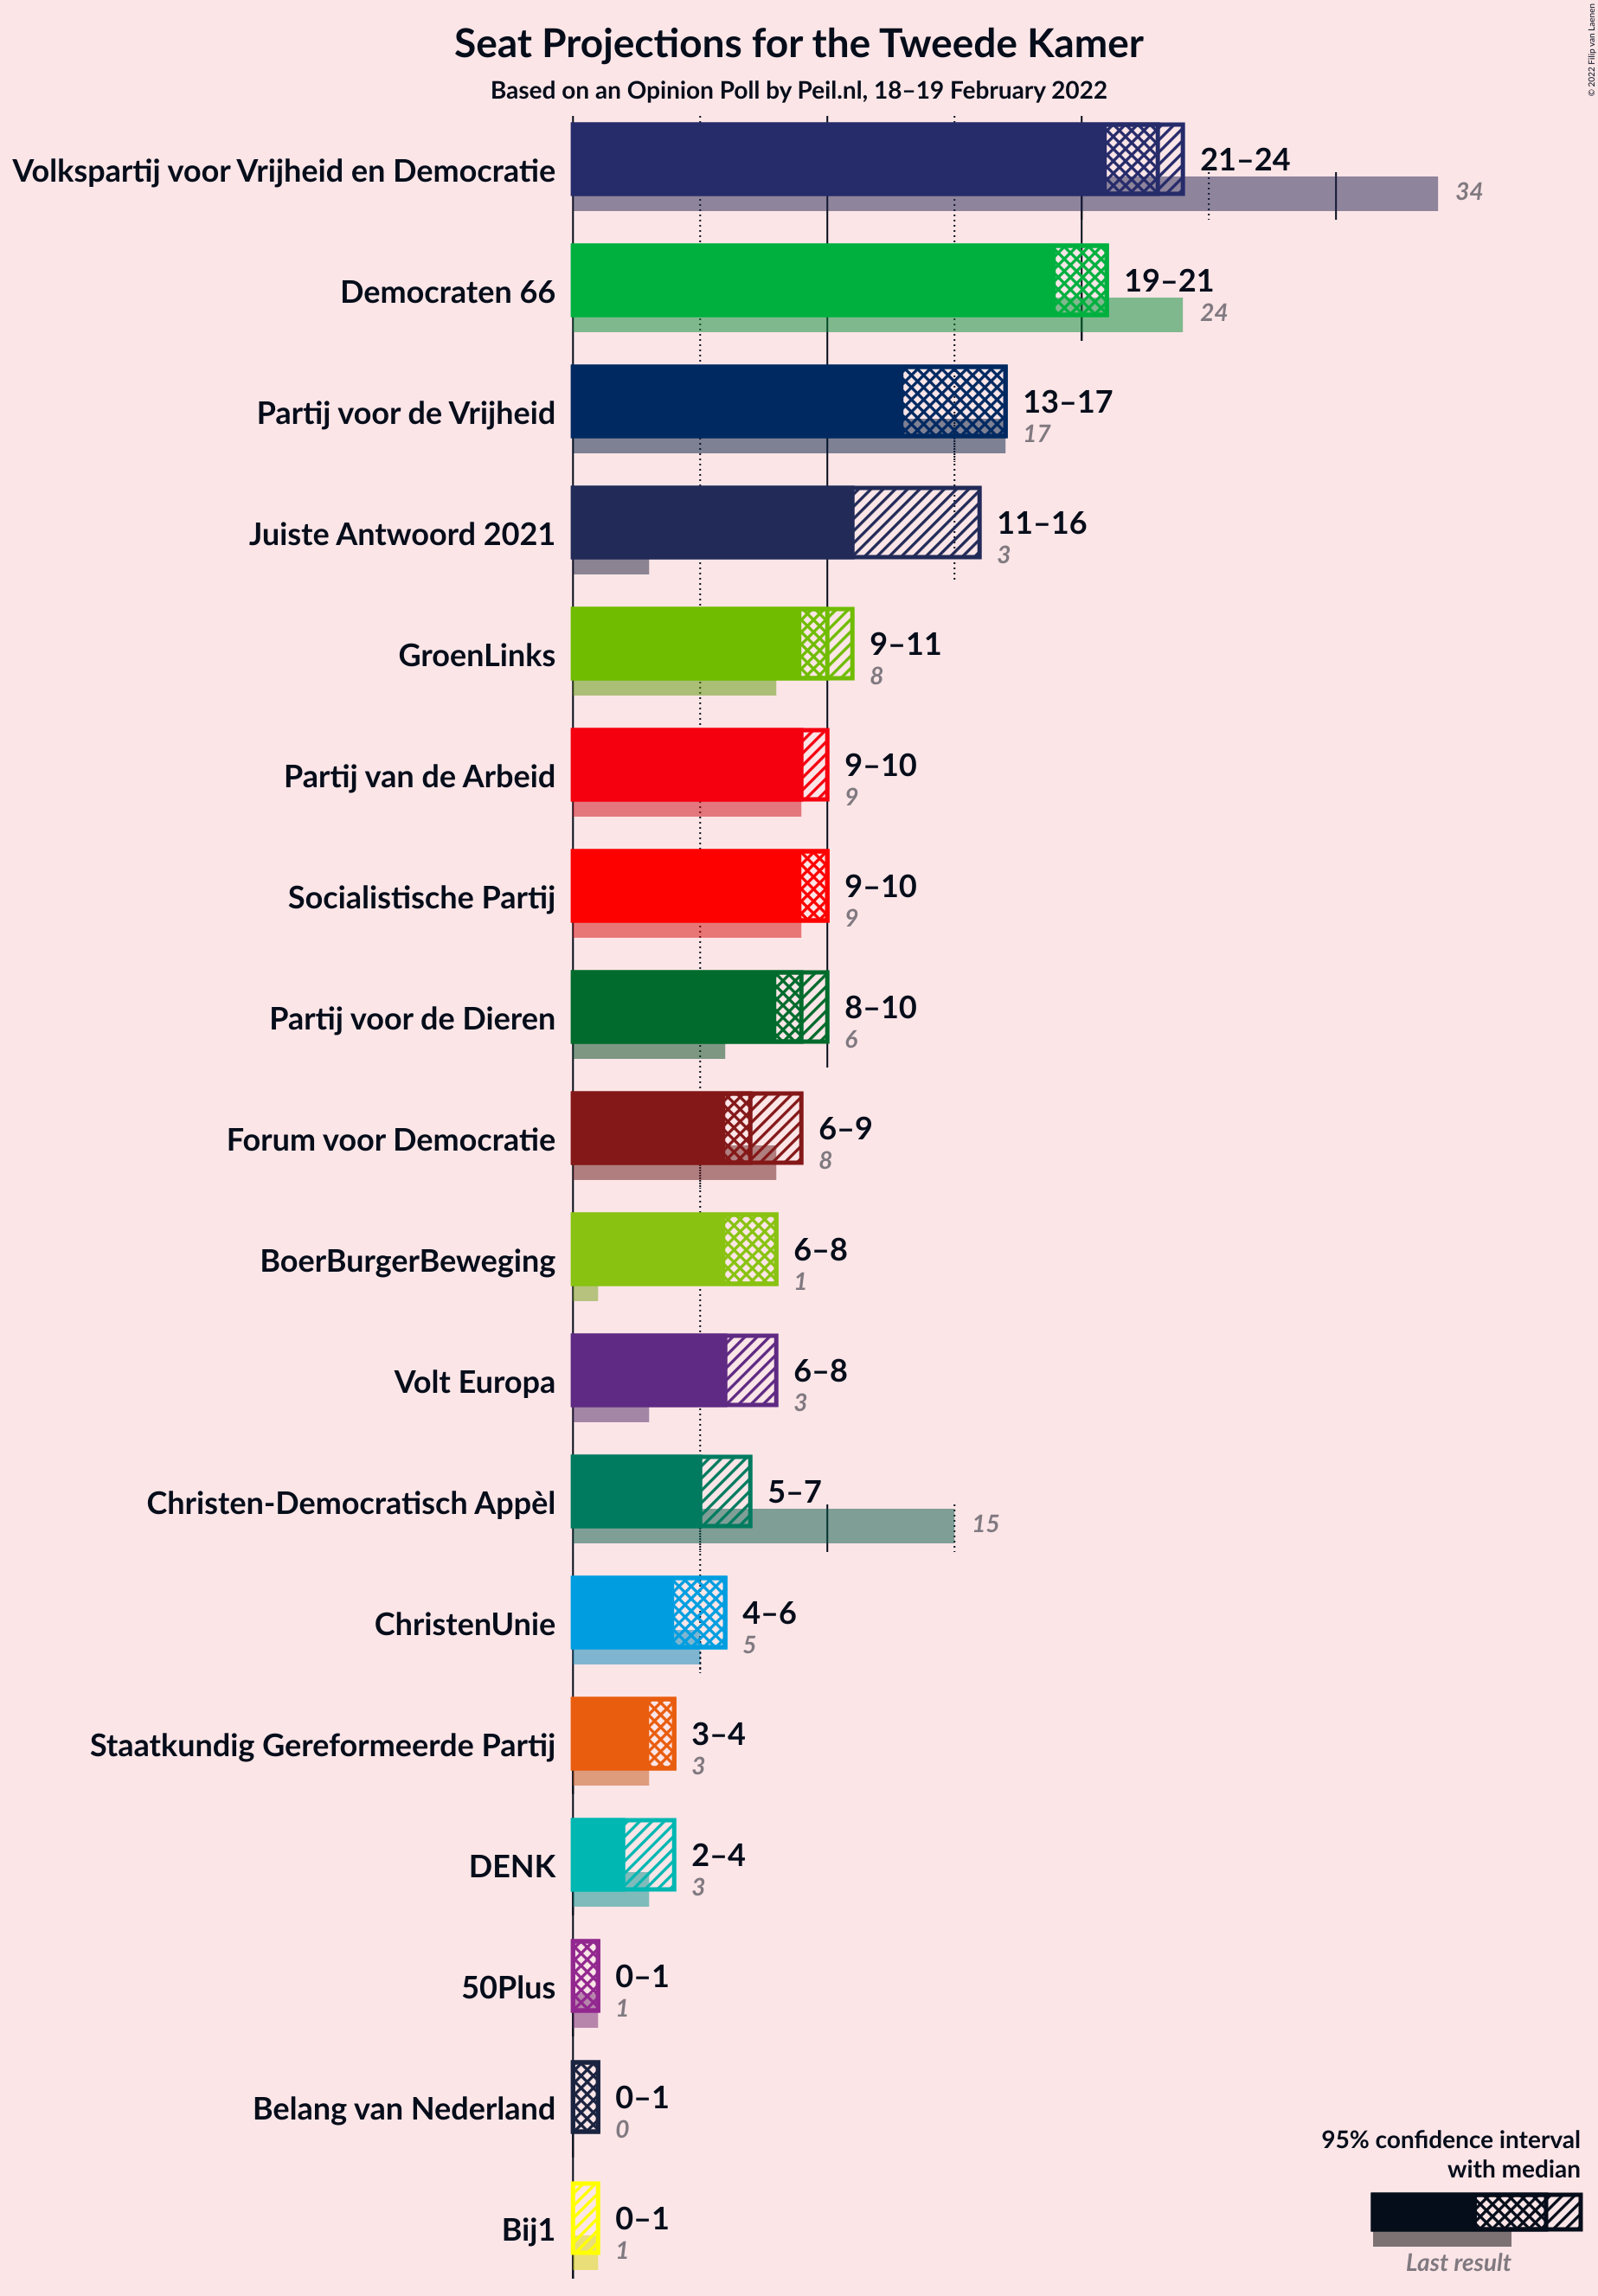 Seat Projections for the Tweede Kamer
Based on an Opinion Poll by Peil.nl, 18–19 February 2022
© 2022 Filip van Laenen
Volkspartij voor Vrijheid en Democratie
21–24
34
Democraten 66
19–21
24
Partij voor de Vrijheid
13–17
17
Juiste Antwoord 2021
11–16
3
GroenLinks
9–11
8
Partij van de Arbeid
9–10
9
Socialistische Partij
9–10
9
Partij voor de Dieren
8–10
6
Forum voor Democratie
6–9
8
BoerBurgerBeweging
6–8
1
Volt Europa
6–8
3
Christen-Democratisch Appèl
5–7
15
ChristenUnie
4–6
5
Staatkundig Gereformeerde Partij
3–4
3
DENK
2–4
3
50Plus
0–1
1
Belang van Nederland
0–1
0
Bij1
0–1
1
95% confidence interval
with median
Last result